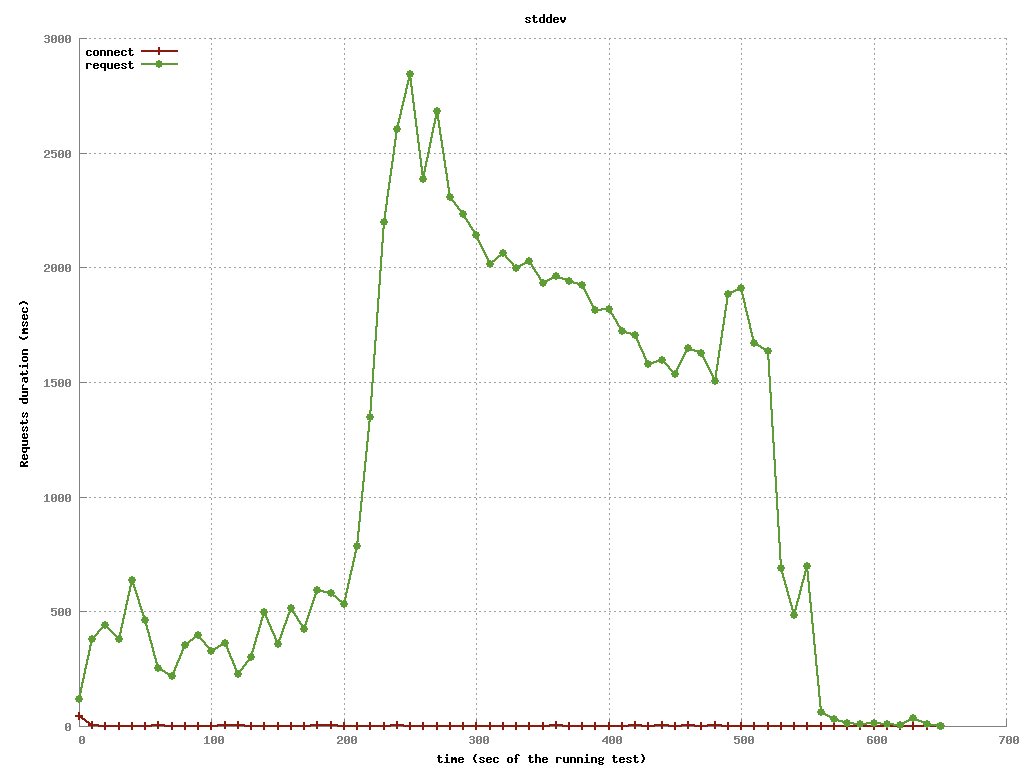 stddev
connect
request
3000
2500
2000
1500
1000
500
0
Requests duration (msec)
0 100 200 300 400 500 600 700
time (sec of the running test)